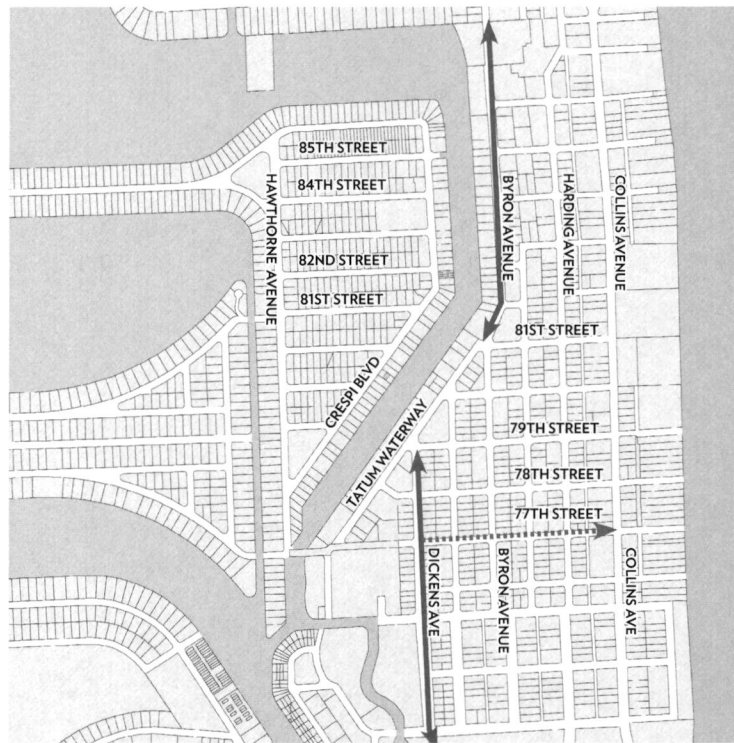 85TH STREET
84TH STREET
82ND STREET
81ST STREET
HAWTHORNE AVENUE
CRESPI BLVD
TATUM WATERWAY
BYRON AVENUE
HARDING AVENUE
COLLINS AVENUE
81ST STREET
79TH STREET
78TH STREET
77TH STREET
DICKENS AVE
BYRON AVENUE
COLLINS AVE